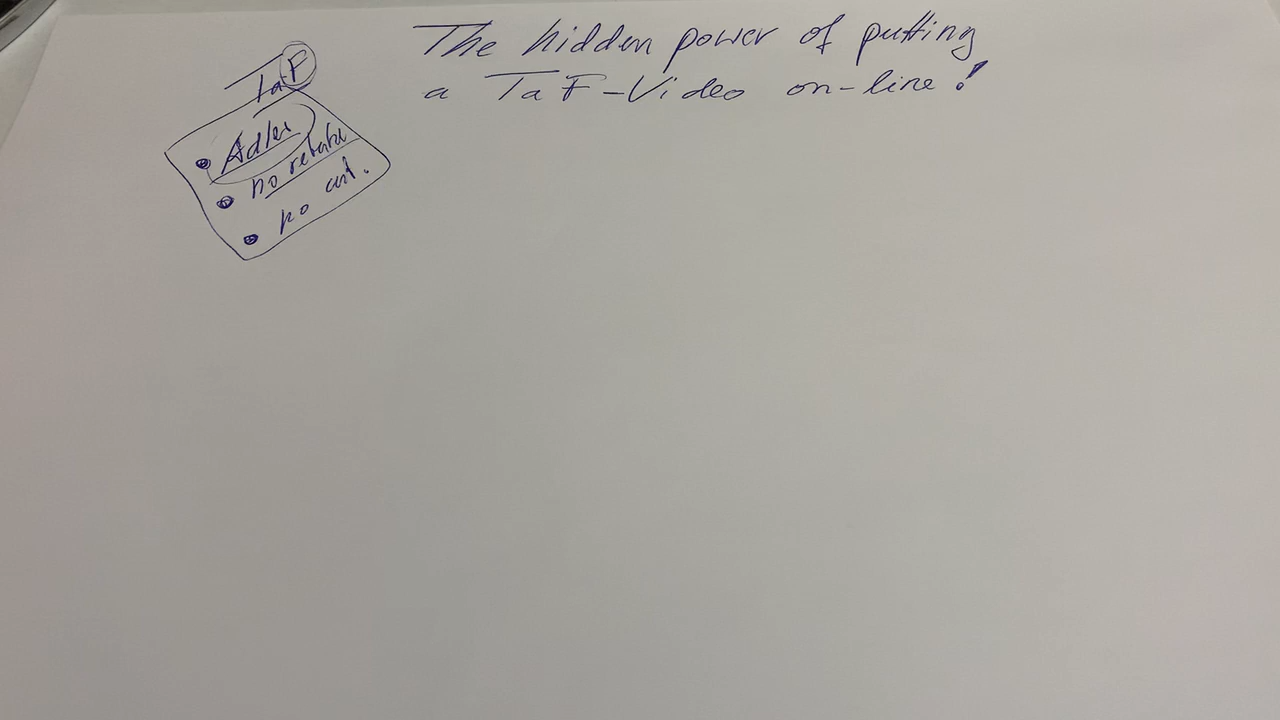 The hidden power of putting
a TaF-Video on-line!
TaF
Adler
no retake
no cut.